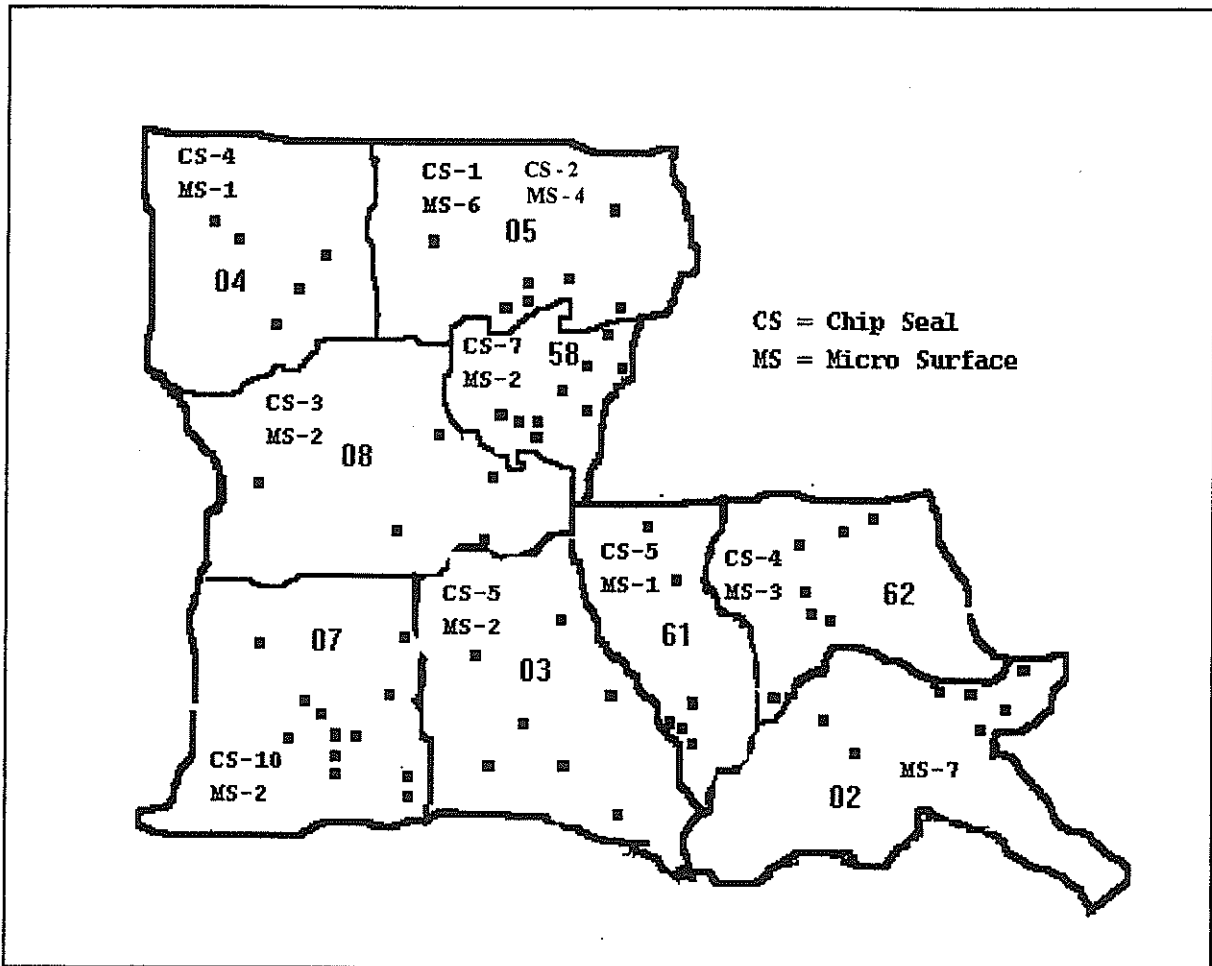 CS-4
MS-1
04
CS-1
MS-6
CS-2
MS-4
05
CS = Chip Seal
MS = Micro Surface
CS-7
MS-2
58
CS-3
MS-2
08
CS-5
MS-1
61
CS-4
MS-3
62
CS-5
MS-2
03
07
CS-10
MS-2
MS-7
02